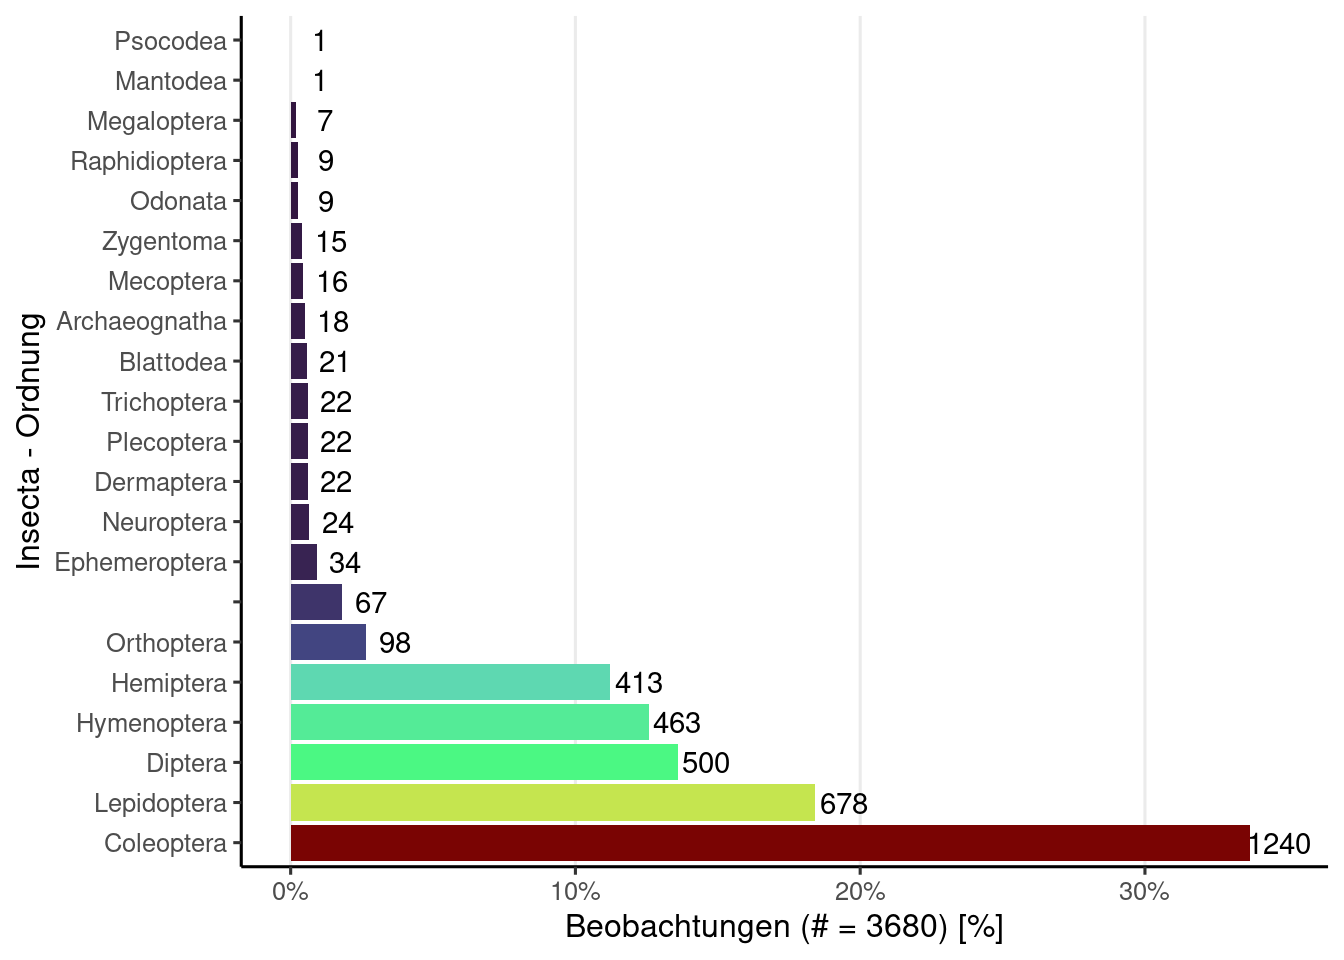 Insecta - Ordnung
Psocodea 1
Mantodea 1
Megaloptera 7
Raphidioptera 9
Odonata 9
Zygentoma 15
Mecoptera 16
Archaeognatha 18
Blattodea 21
Trichoptera 22
Plecoptera 22
Dermaptera 22
Neuroptera 24
Ephemeroptera 34
67
Orthoptera 98
Hemiptera 413
Hymenoptera 463
Diptera 500
Lepidoptera 678
Coleoptera 1240
0% 10% 20% 30%
Beobachtungen (# = 3680) [%]